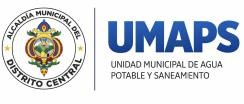 ALCALDÍA MUNICIPAL DEL
DISTRITO CENTRAL
UMAPS
UNIDAD MUNICIPAL DE AGUA
POTABLE Y SANEAMIENTO